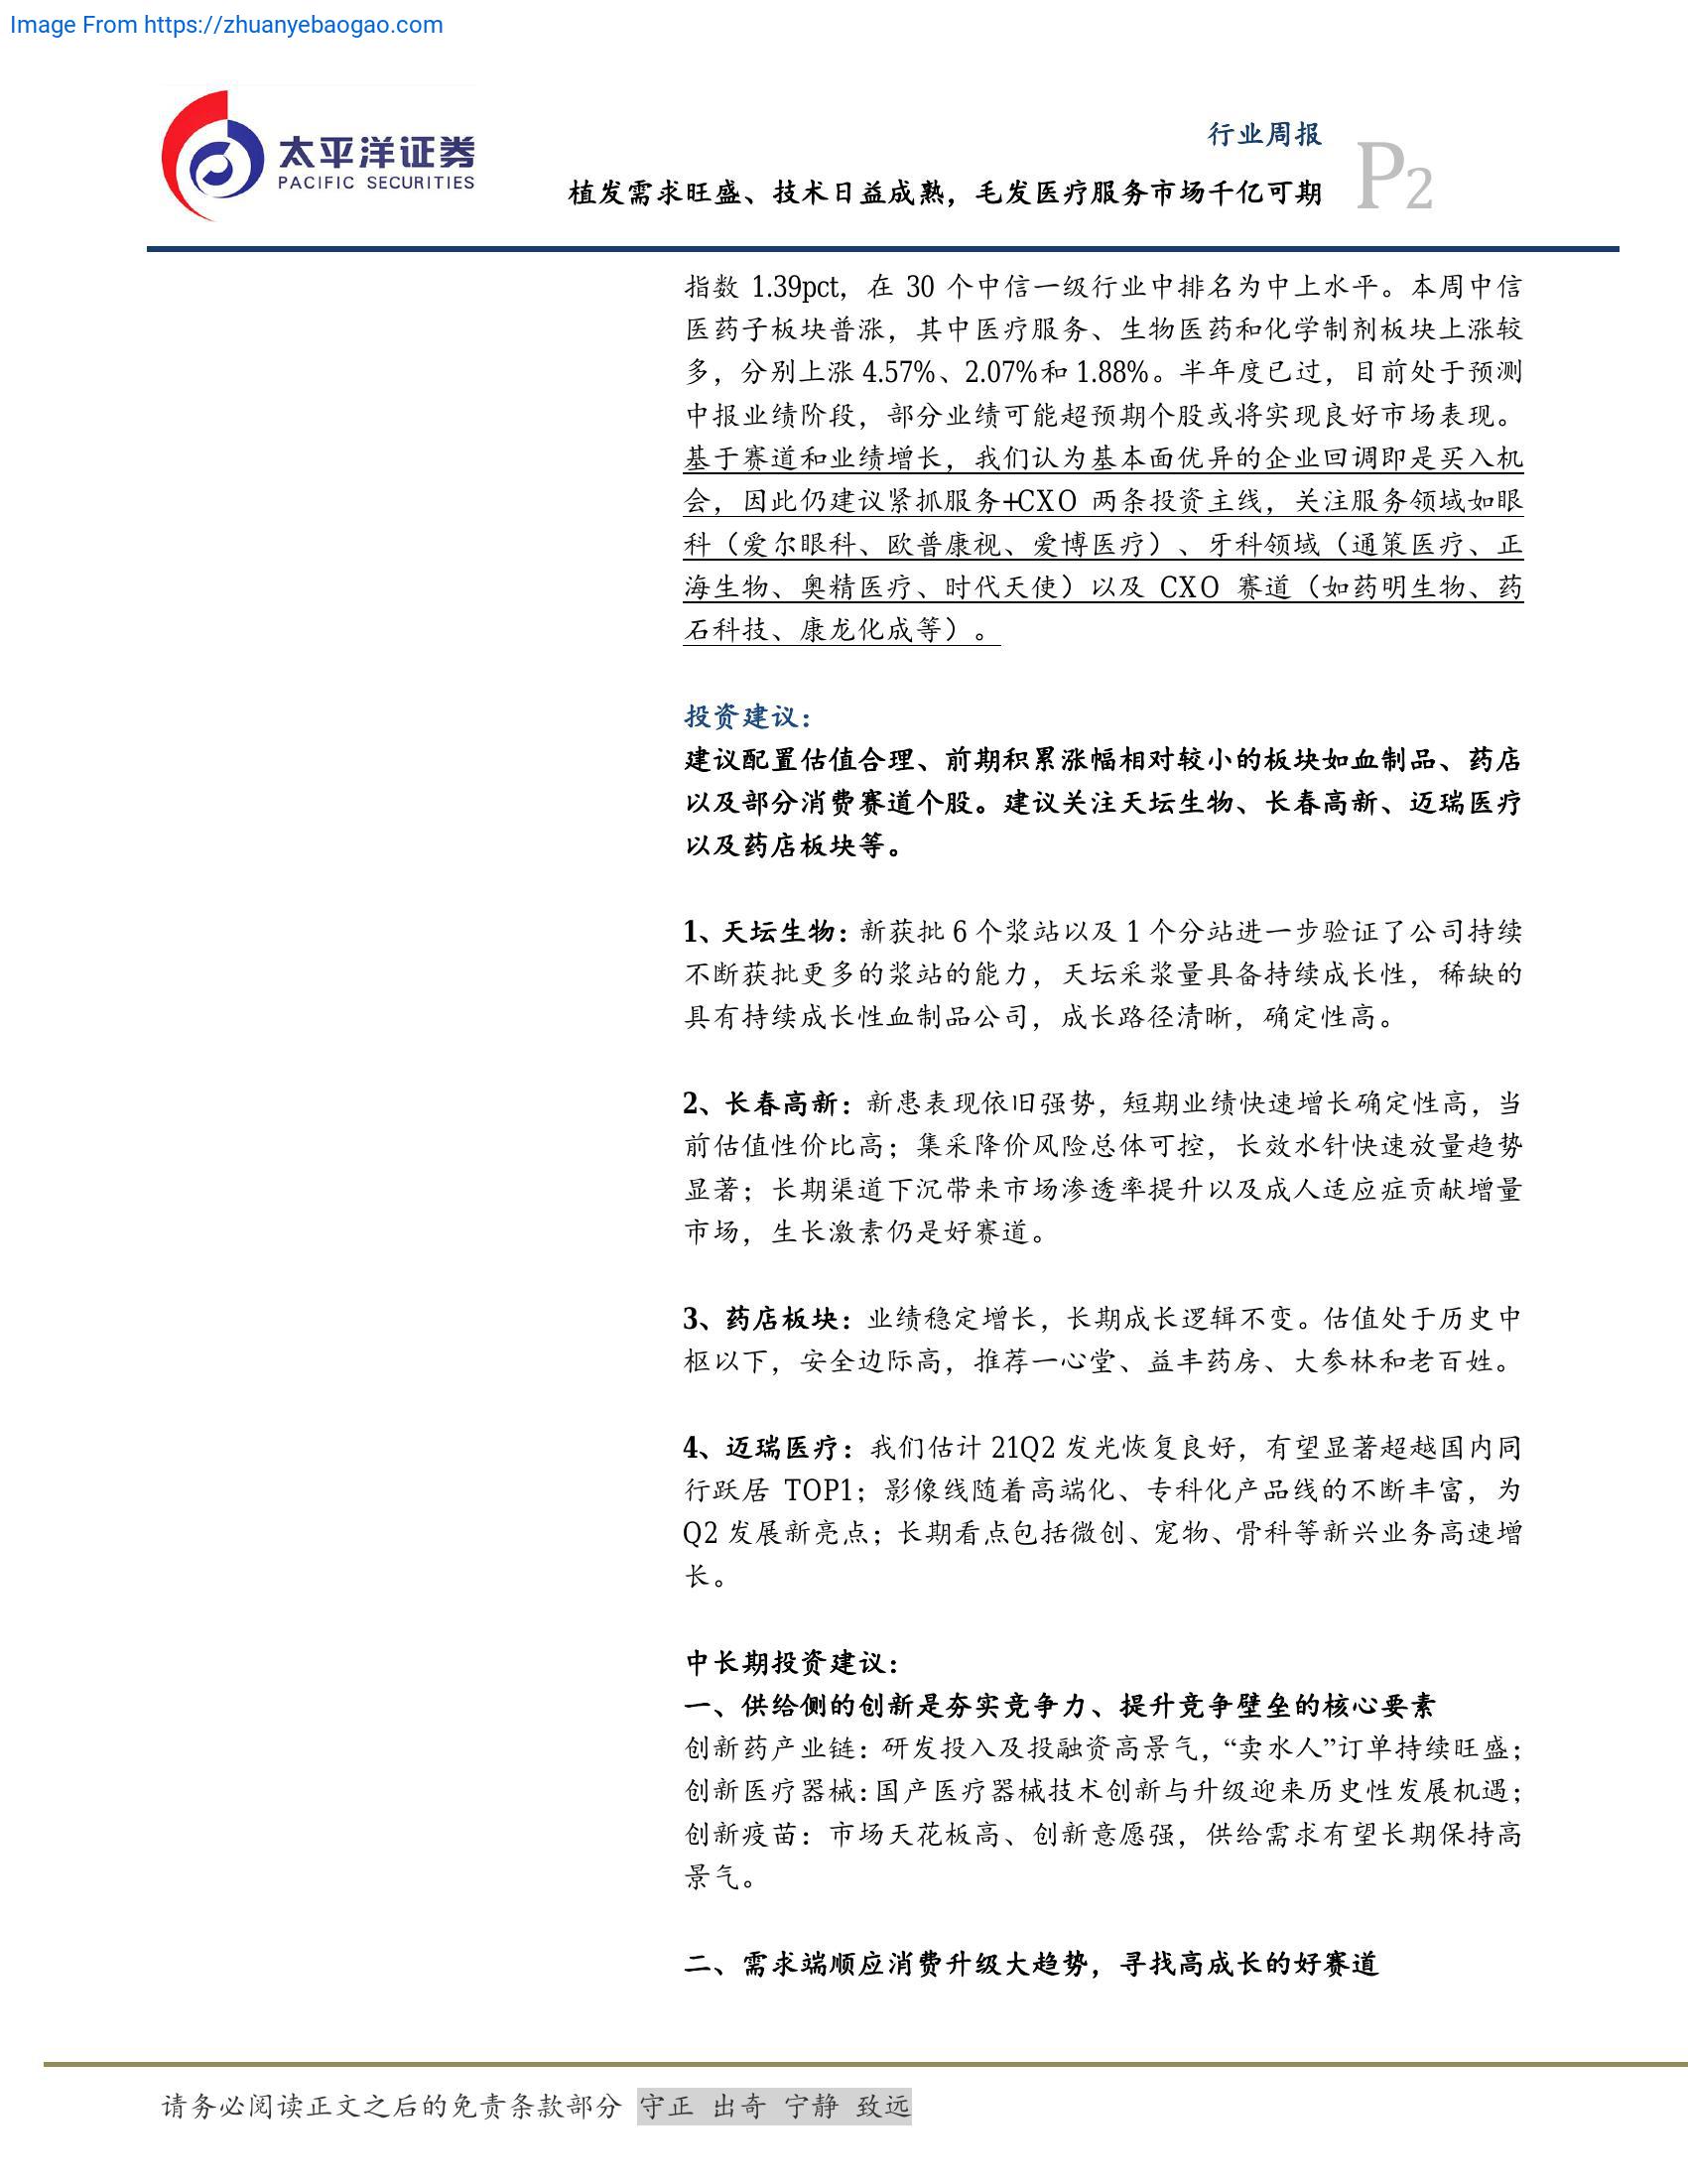 Image From https://zhuanyebaogao.com
太平洋证券
PACIFIC SECURITIES
行业周报
植发需求旺盛、技术日益成熟，毛发医疗服务市场千亿可期
P2
指数 1.39pct，在 30 个中信一级行业中排名为中上水平。本周中信
医药子板块普涨，其中医疗服务、生物医药和化学制剂板块上涨较
多，分别上涨 4.57%、2.07%和 1.88%。半年度已过，目前处于预测
中报业绩阶段，部分业绩可能超预期个股或将实现良好市场表现。
基于赛道和业绩增长，我们认为基本面优异的企业回调即是买入机
会，因此仍建议紧抓服务+CXO 两条投资主线，关注服务领域如眼
科（爱尔眼科、欧普康视、爱博医疗）、牙科领域（通策医疗、正
海生物、奥精医疗、时代天使）以及 CXO 赛道（如药明生物、药
石科技、康龙化成等）。
投资建议：
建议配置估值合理、前期积累涨幅相对较小的板块如血制品、药店
以及部分消费赛道个股。建议关注天坛生物、长春高新、迈瑞医疗
以及药店板块等。
1、天坛生物：新获批 6 个浆站以及 1 个分站进一步验证了公司持续
不断获批更多的浆站的能力，天坛采浆量具备持续成长性，稀缺的
具有持续成长性血制品公司，成长路径清晰，确定性高。
2、长春高新：新患表现依旧强势，短期业绩快速增长确定性高，当
前估值性价比高；集采降价风险总体可控，长效水针快速放量趋势
显著；长期渠道下沉带来市场渗透率提升以及成人适应症贡献增量
市场，生长激素仍是好赛道。
3、药店板块：业绩稳定增长，长期成长逻辑不变。估值处于历史中
枢以下，安全边际高，推荐一心堂、益丰药房、大参林和老百姓。
4、迈瑞医疗：我们估计 21Q2 发光恢复良好，有望显著超越国内同
行跃居 TOP1；影像线随着高端化、专科化产品线的不断丰富，为
Q2 发展新亮点；长期看点包括微创、宠物、骨科等新兴业务高速增
长。
中长期投资建议：
一、供给侧的创新是夯实竞争力、提升竞争壁垒的核心要素
创新药产业链：研发投入及投融资高景气，“卖水人”订单持续旺盛；
创新医疗器械：国产医疗器械技术创新与升级迎来历史性发展机遇；
创新疫苗：市场天花板高、创新意愿强，供给需求有望长期保持高
景气。
二、需求端顺应消费升级大趋势，寻找高成长的好赛道
请务必阅读正文之后的免责条款部分 守正 出奇 宁静 致远